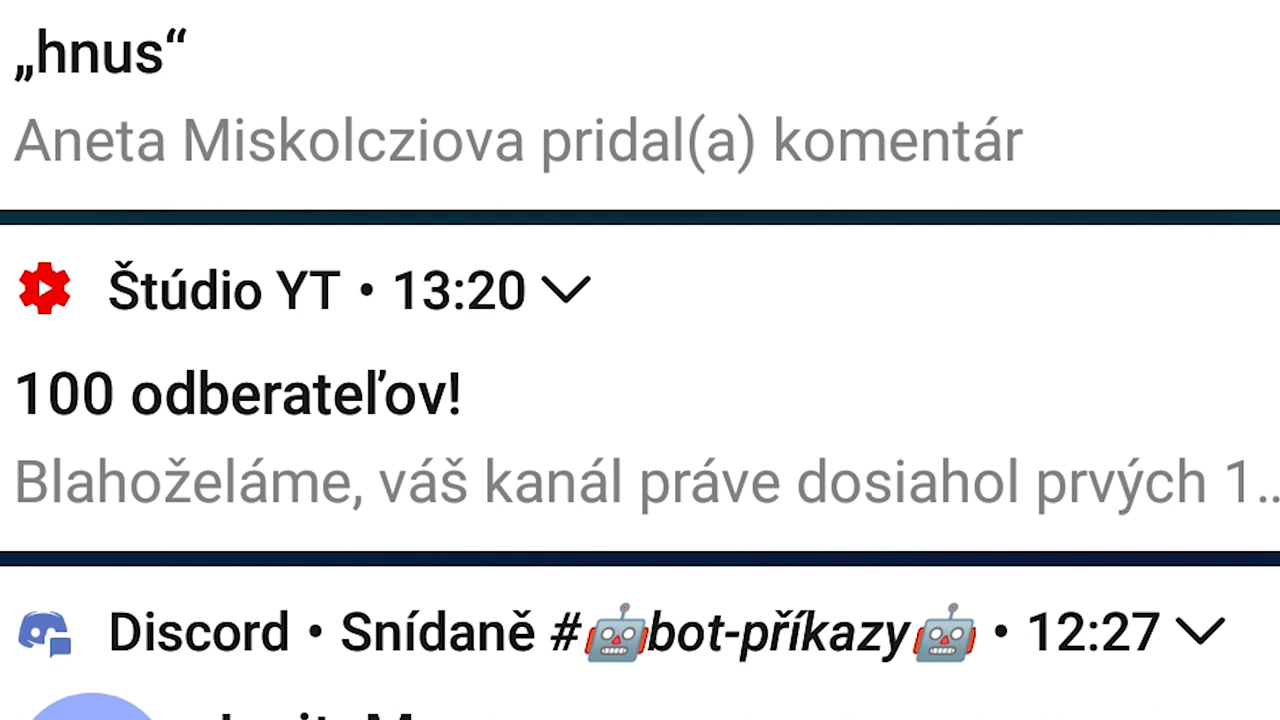 „hnus“
Aneta Miskolcziova pridal(a) komentár
Štúdio YT • 13:20
100 odberateľov!
Blahoželáme, váš kanál práve dosiahol prvých 1…
Discord • Snídaně #🤖bot-příkazy🤖 • 12:27